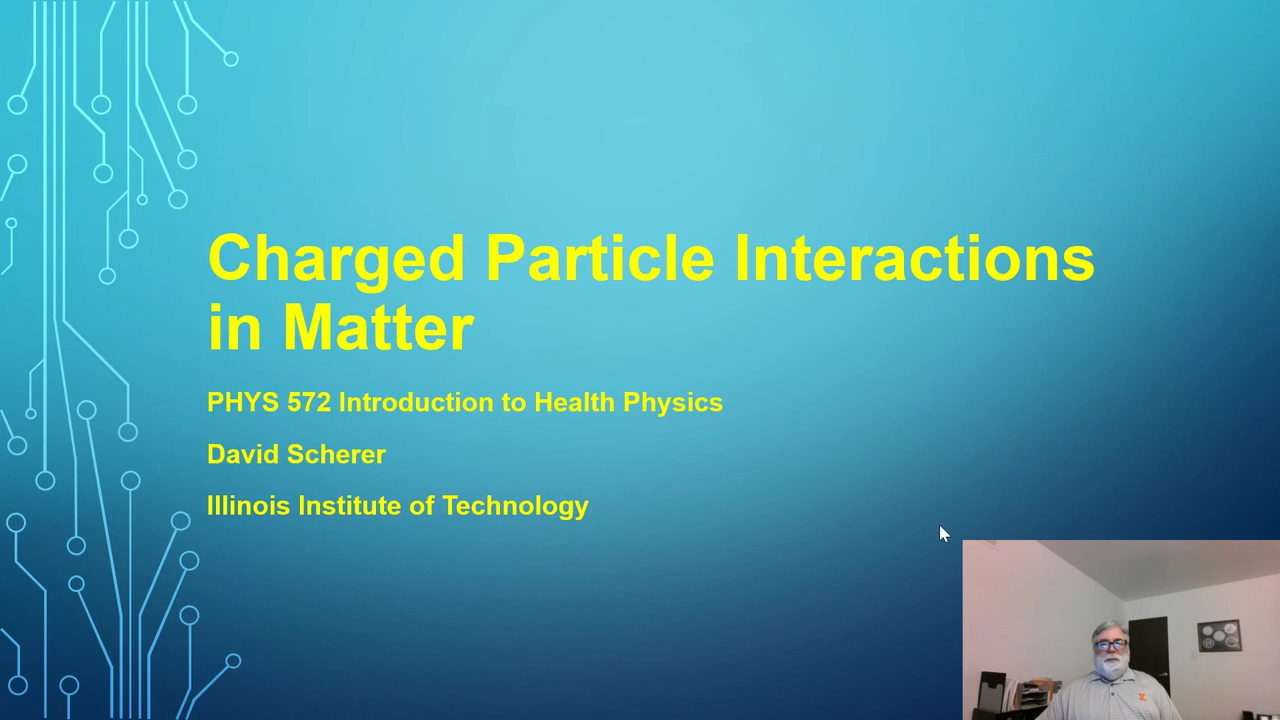 Charged Particle Interactions
in Matter
PHYS 572 Introduction to Health Physics
David Scherer
Illinois Institute of Technology